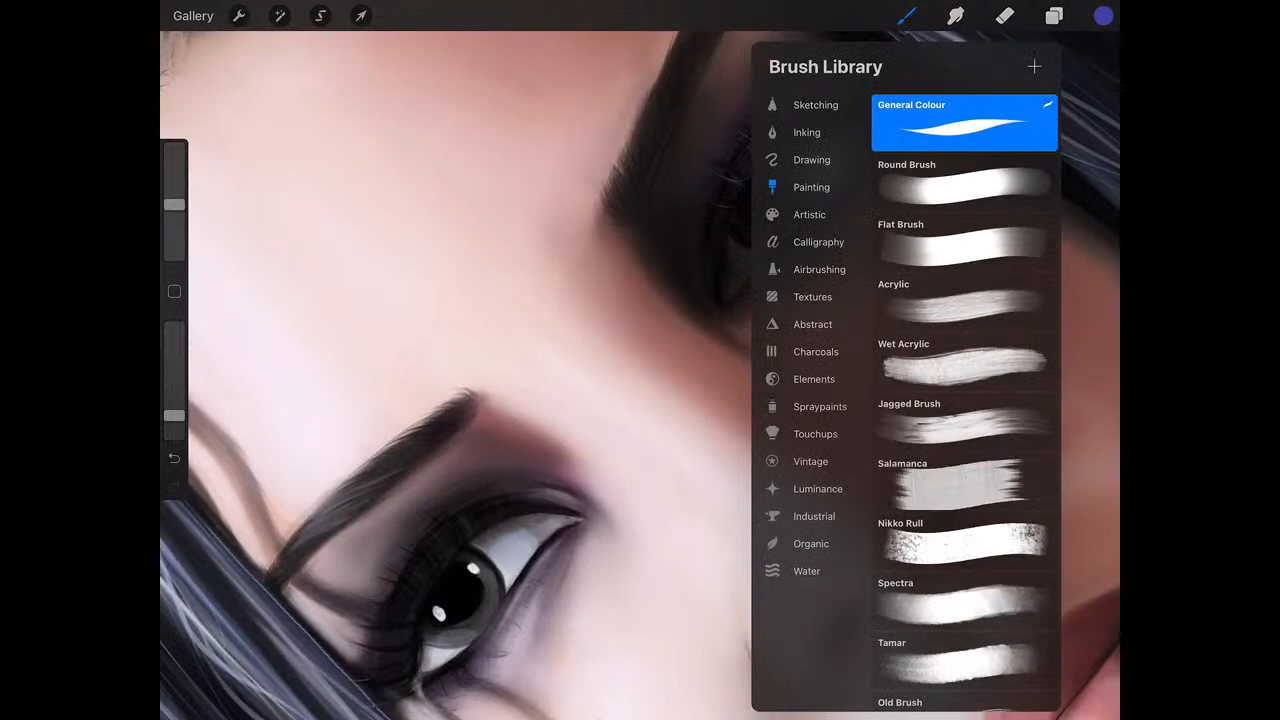 Gallery
Brush Library
Sketching
Inking
Drawing
Painting
Artistic
Calligraphy
Airbrushing
Textures
Abstract
Charcoals
Elements
Spraypaints
Touchups
Vintage
Luminance
Industrial
Organic
Water
General Colour
Round Brush
Flat Brush
Acrylic
Wet Acrylic
Jagged Brush
Salamanca
Nikko Rull
Spectra
Tamar
Old Brush